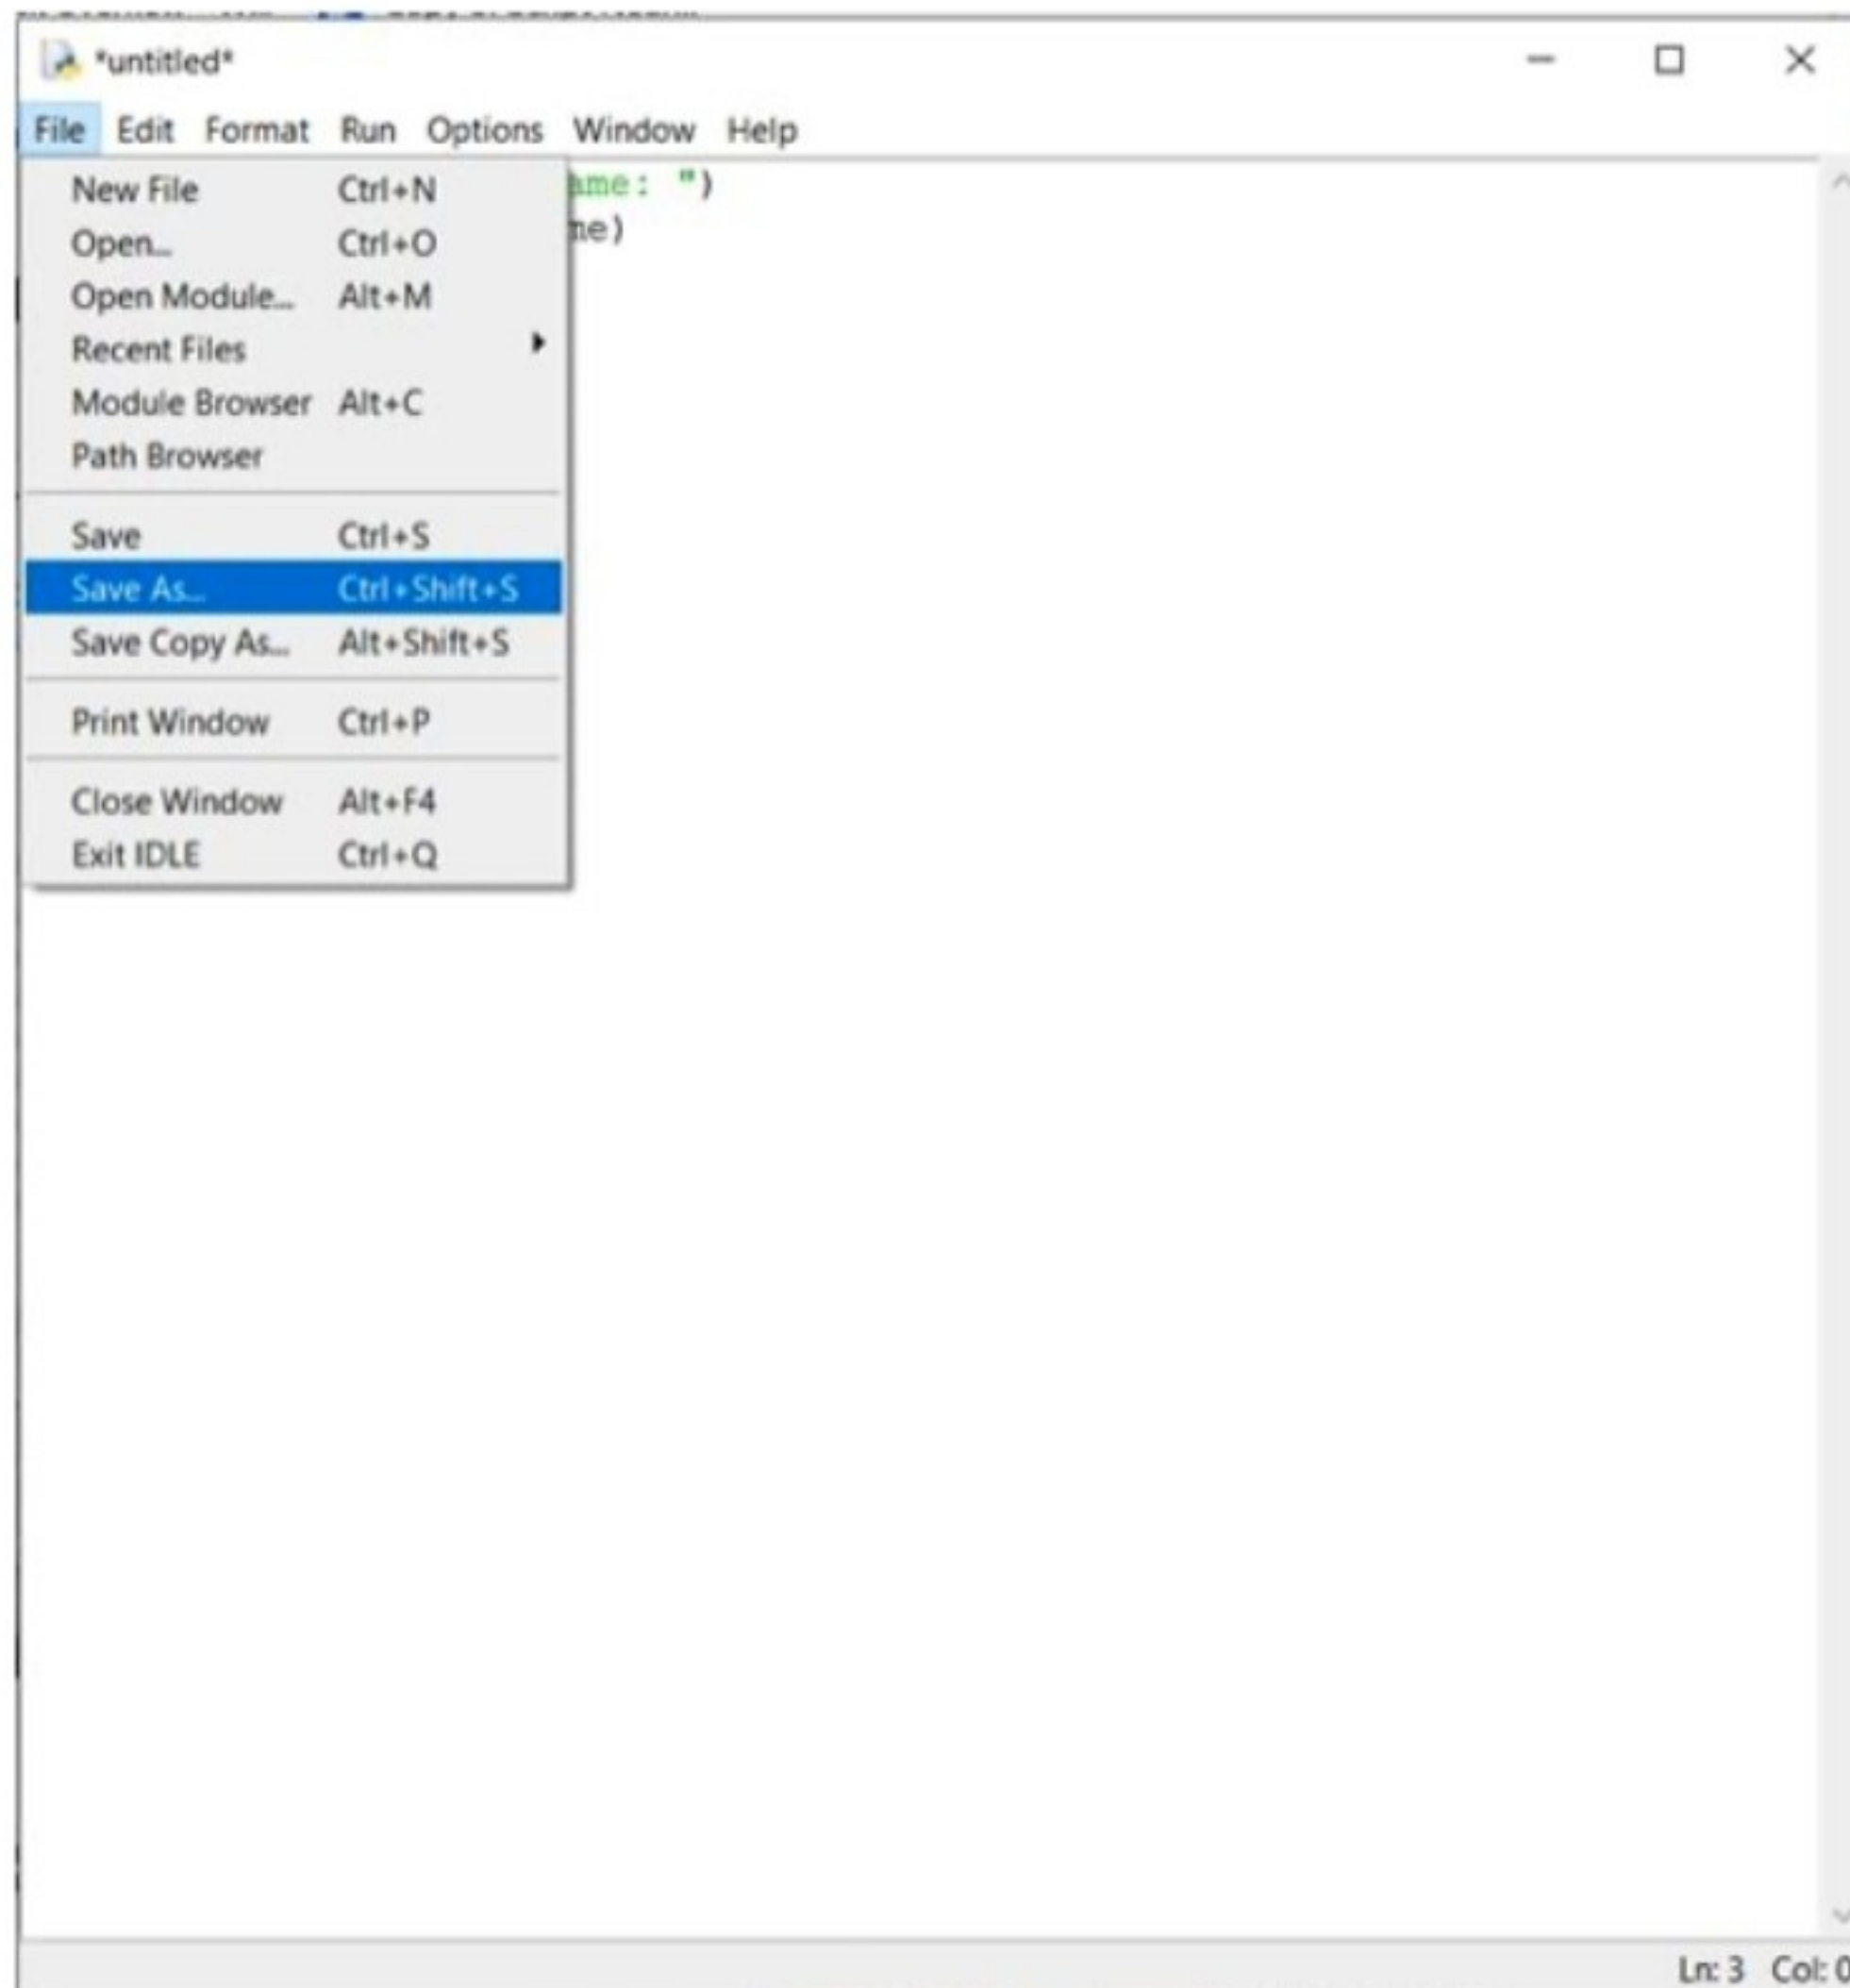 *untitled*
File Edit Format Run Options Window Help
New File Ctrl+N
Open... Ctrl+O
Open Module... Alt+M
Recent Files
Module Browser Alt+C
Path Browser
Save Ctrl+S
Save As... Ctrl+Shift+S
Save Copy As... Alt+Shift+S
Print Window Ctrl+P
Close Window Alt+F4
Exit IDLE Ctrl+Q
ame: ")
me)
Ln: 3 Col: 0